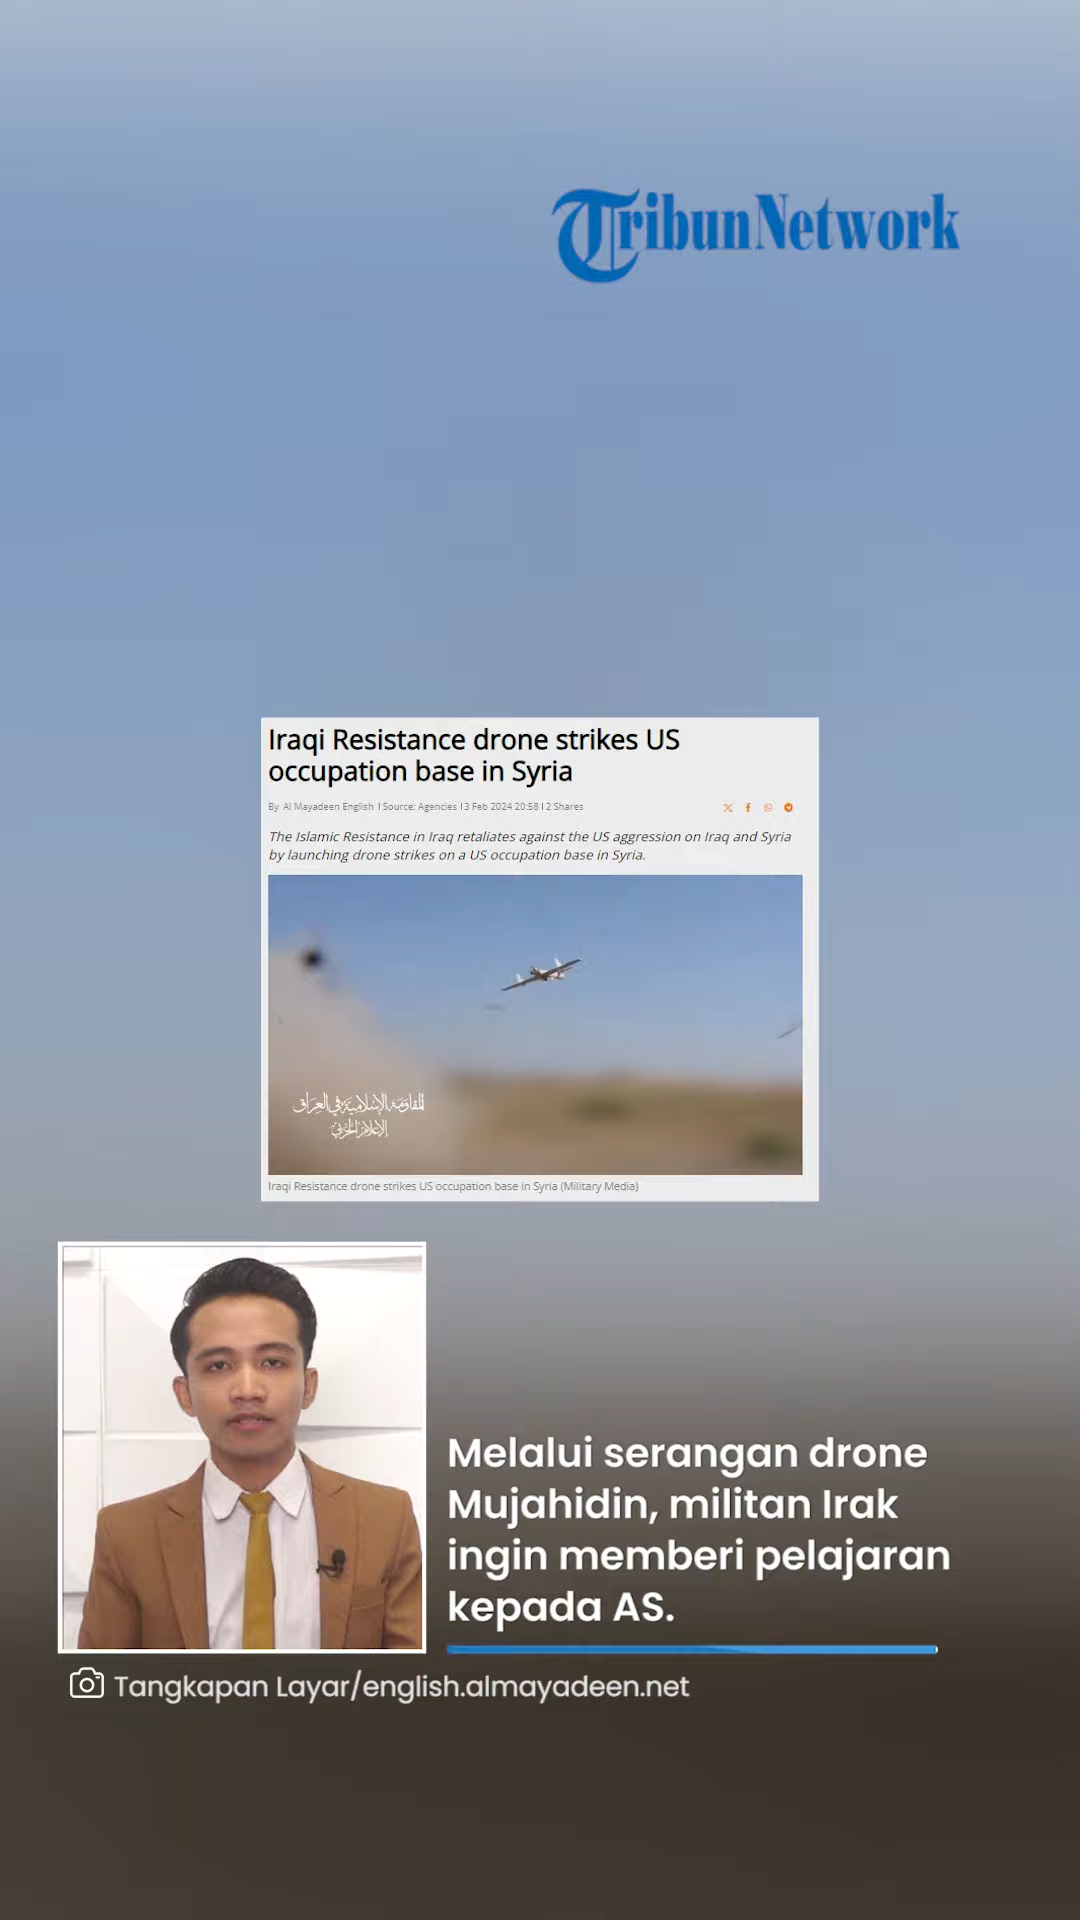 TribunNetwork
Iraqi Resistance drone strikes US
occupation base in Syria
By Al Mayadeen English | Source: Agencies | 3 Feb 2024 20:58 | 2 Shares
The Islamic Resistance in Iraq retaliates against the US aggression on Iraq and Syria
by launching drone strikes on a US occupation base in Syria.
المقاومة الإسلامية في العراق
الإعلام الحربي
Iraqi Resistance drone strikes US occupation base in Syria (Military Media)
Melalui serangan drone
Mujahidin, militan Irak
ingin memberi pelajaran
kepada AS.
Tangkapan Layar/english.almayadeen.net